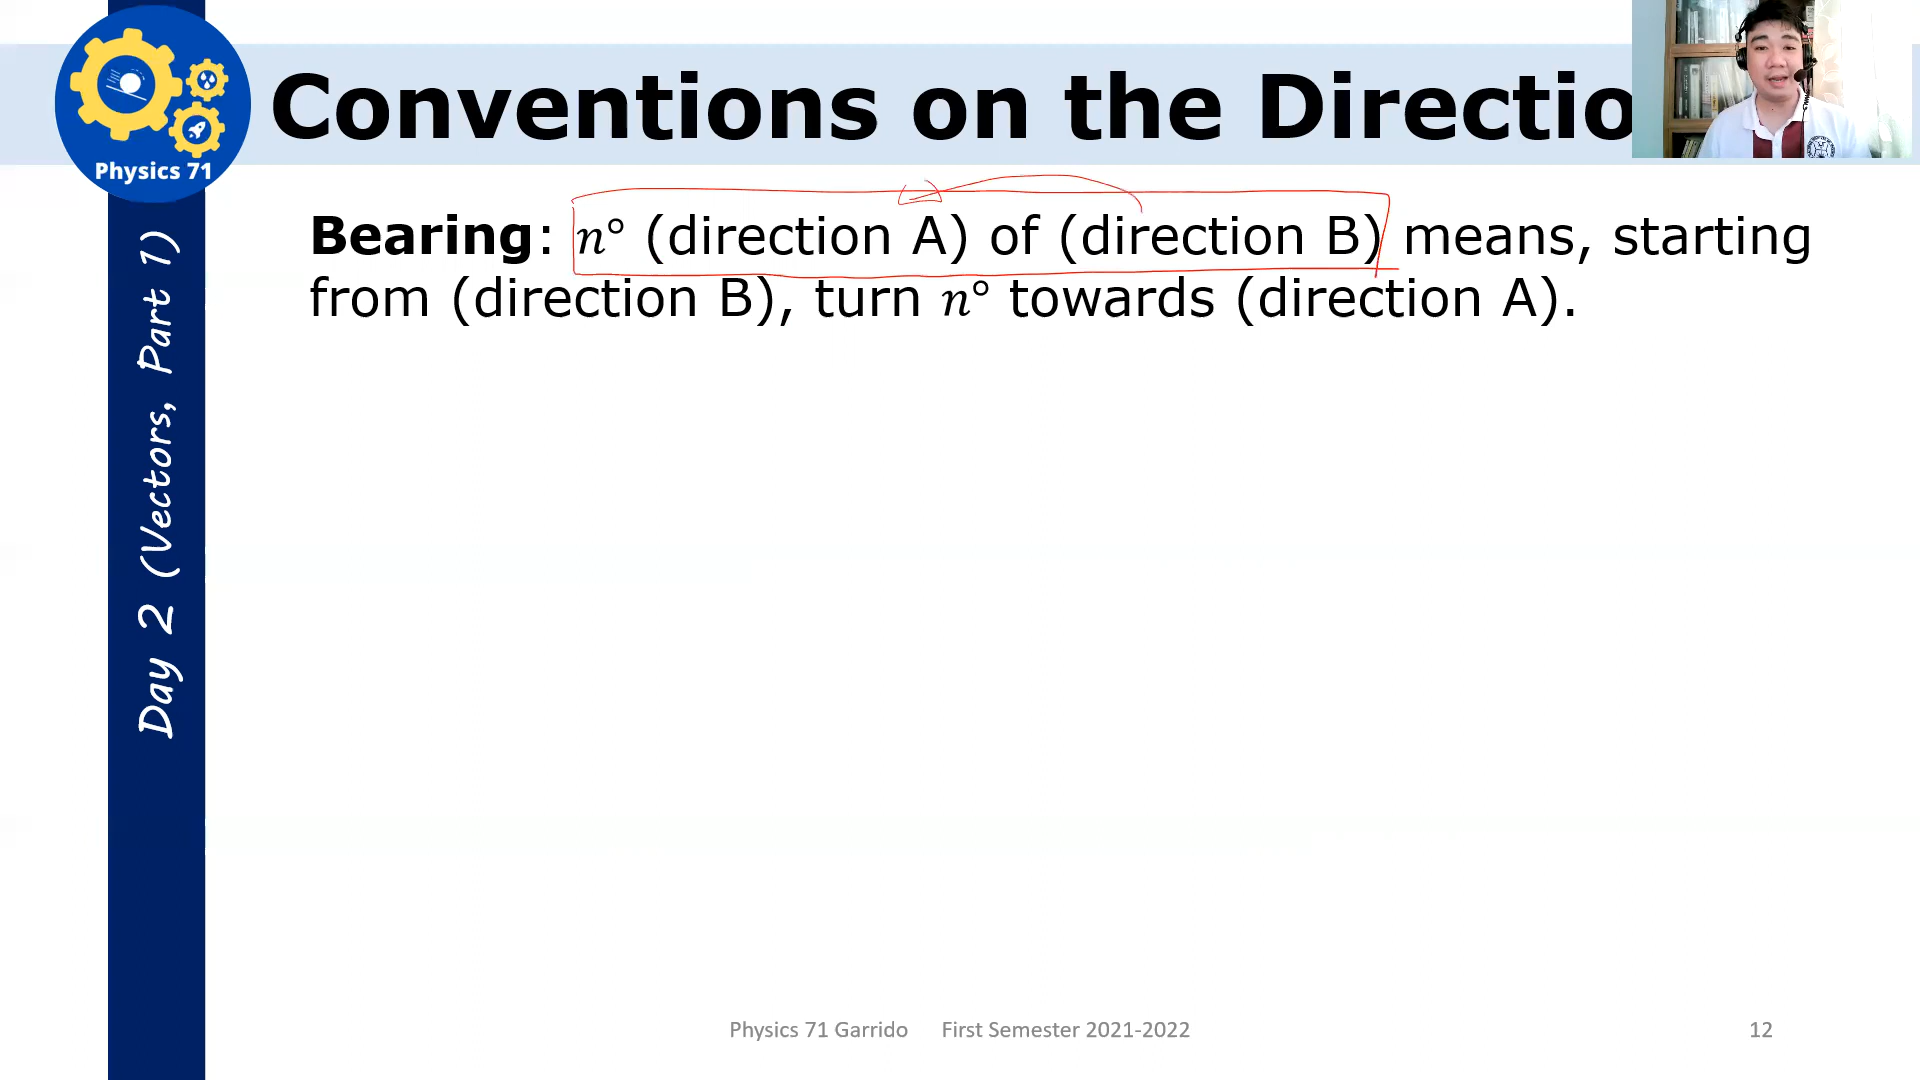 Physics 71
Conventions on the Directio
Bearing: n° (direction A) of (direction B) means, starting
from (direction B), turn n° towards (direction A).
Day 2 (Vectors, Part 1)
Physics 71 Garrido First Semester 2021-2022
12